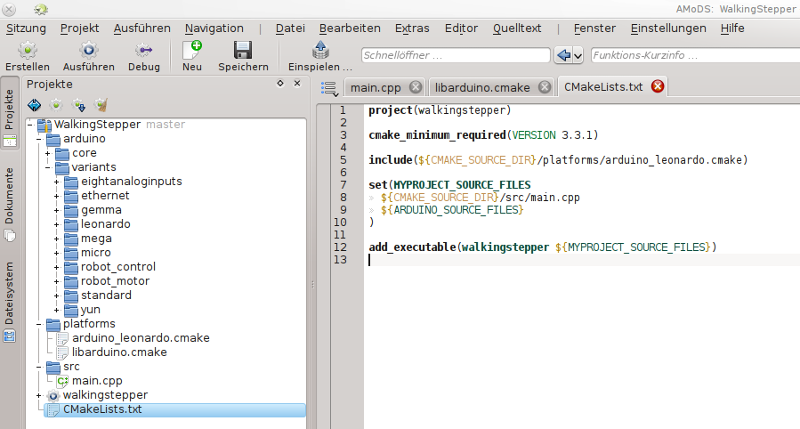 AMoDS: WalkingStepper
Sitzung Projekt Ausführen Navigation | Datei Bearbeiten Extras Editor Quelltext | Fenster Einstellungen Hilfe
Erstellen Ausführen Debug Neu Speichern Einspielen ... Schnellöffner ... Funktions-Kurzinfo ...
Projekte
Dokumente
Dateisystem
Projekte
WalkingStepper master
arduino
core
variants
eightanaloginputs
ethernet
gemma
leonardo
mega
micro
robot_control
robot_motor
standard
yun
platforms
arduino_leonardo.cmake
libarduino.cmake
src
main.cpp
walkingstepper
CMakeLists.txt
main.cpp libarduino.cmake CMakeLists.txt
1 project(walkingstepper)
2
3 cmake_minimum_required(VERSION 3.3.1)
4
5 include(${CMAKE_SOURCE_DIR}/platforms/arduino_leonardo.cmake)
6
7 set(MYPROJECT_SOURCE_FILES
8 » ${CMAKE_SOURCE_DIR}/src/main.cpp
9 » ${ARDUINO_SOURCE_FILES}
10 )
11
12 add_executable(walkingstepper ${MYPROJECT_SOURCE_FILES})
13